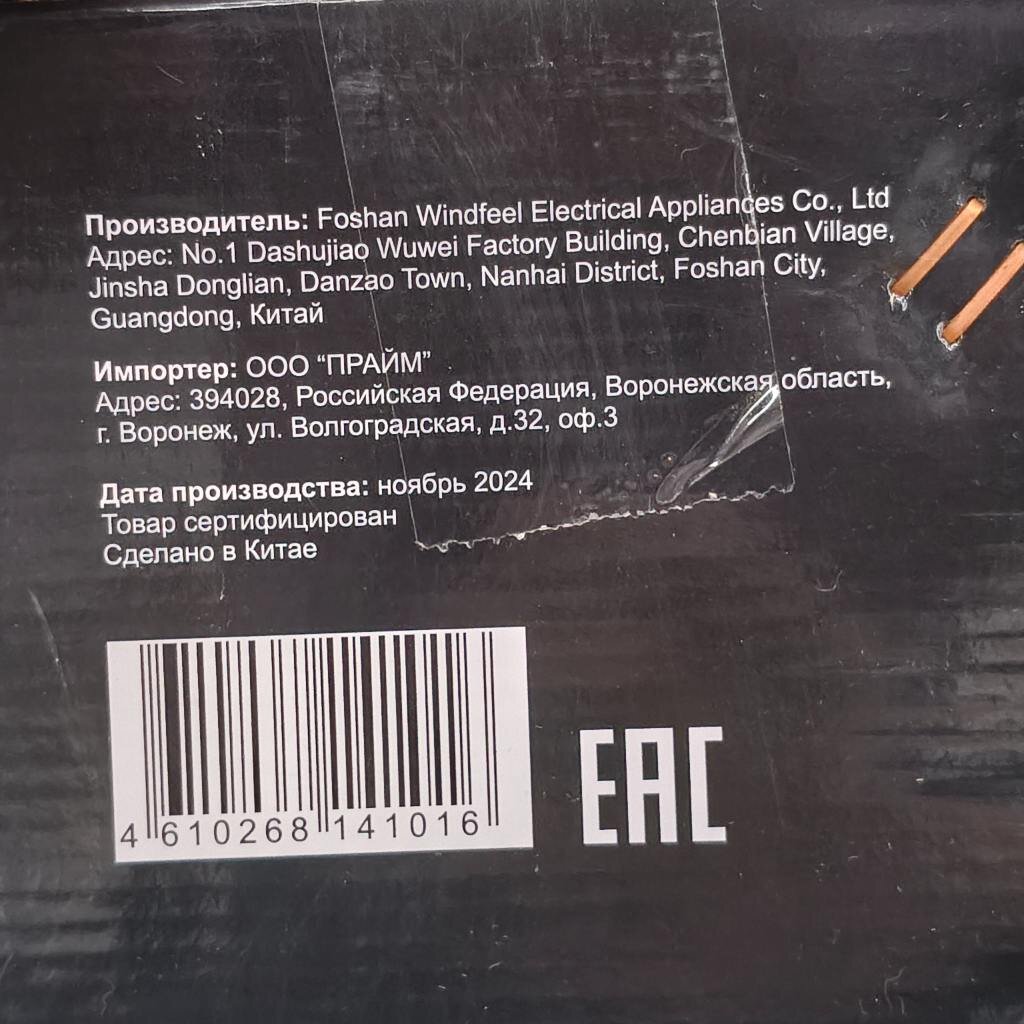 Производитель: Foshan Windfeel Electrical Appliances Co., Ltd
Адрес: No.1 Dashujiao Wuwei Factory Building, Chenbian Village,
Jinsha Donglian, Danzao Town, Nanhai District, Foshan City,
Guangdong, Китай
Импортер: ООО “ПРАЙМ”
Адрес: 394028, Российская Федерация, Воронежская область,
г. Воронеж, ул. Волгоградская, д.32, оф.3
Дата производства: ноябрь 2024
Товар сертифицирован
Сделано в Китае
4 610268 141016
EAC